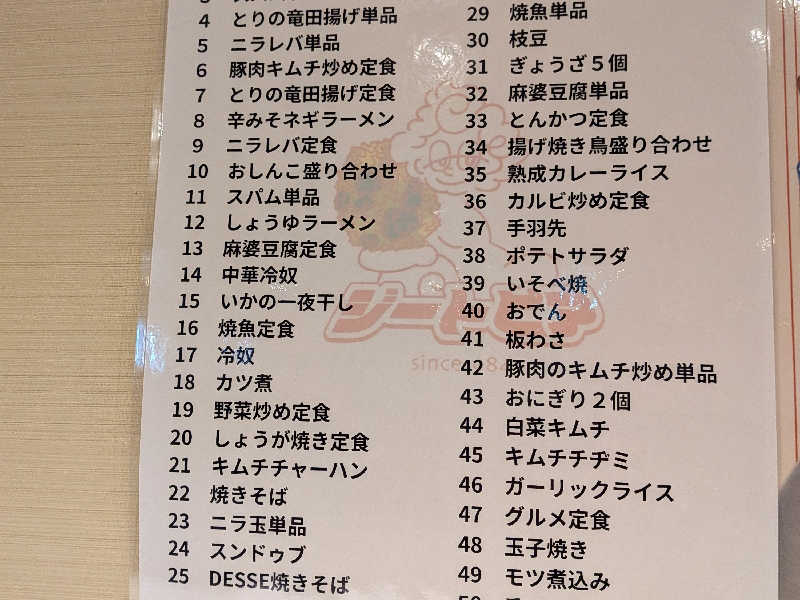 4 とりの竜田揚げ単品
5 ニラレバ単品
6 豚肉キムチ炒め定食
7 とりの竜田揚げ定食
8 辛みそネギラーメン
9 ニラレバ定食
10 おしんこ盛り合わせ
11 スパム単品
12 しょうゆラーメン
13 麻婆豆腐定食
14 中華冷奴
15 いかの一夜干し
16 焼魚定食
17 冷奴
18 カツ煮
19 野菜炒め定食
20 しょうが焼き定食
21 キムチチャーハン
22 焼きそば
23 ニラ玉単品
24 スンドゥブ
25 DESSE焼きそば
29 焼魚単品
30 枝豆
31 ぎょうざ５個
32 麻婆豆腐単品
33 とんかつ定食
34 揚げ焼き鳥盛り合わせ
35 熟成カレーライス
36 カルビ炒め定食
37 手羽先
38 ポテトサラダ
39 いそべ焼
40 おでん
41 板わさ
42 豚肉のキムチ炒め単品
43 おにぎり２個
44 白菜キムチ
45 キムチチヂミ
46 ガーリックライス
47 グルメ定食
48 玉子焼き
49 モツ煮込み
since